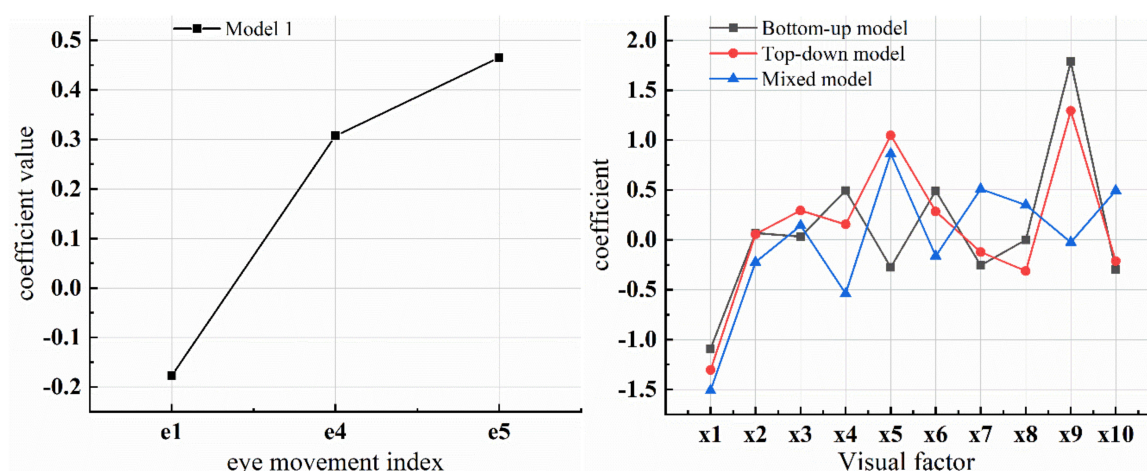 Model 1
0.5
0.4
0.3
0.2
0.1
0.0
-0.1
-0.2
coefficient value
e1 e4 e5
eye movement index
Bottom-up model
Top-down model
Mixed model
2.0
1.5
1.0
0.5
0.0
-0.5
-1.0
-1.5
coefficient
x1 x2 x3 x4 x5 x6 x7 x8 x9 x10
Visual factor